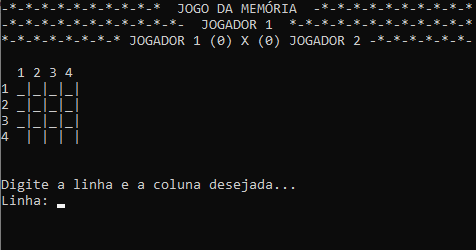 -*-*-*-*-*-*-*-*-*-* JOGO DA MEMÓRIA -*-*-*-*-*-*-*-*-*-*
-*-*-*-*-*-*-*-*-*-*-*- JOGADOR 1 *-*-*-*-*-*-*-*-*-*-*-*
*-*-*-*-*-*-*-* JOGADOR 1 (0) X (0) JOGADOR 2 -*-*-*-*-*-*-
1 2 3 4
1 _|_|_|_|
2 _|_|_|_|
3 _|_|_|_|
4  | | | |
Digite a linha e a coluna desejada...
Linha: _